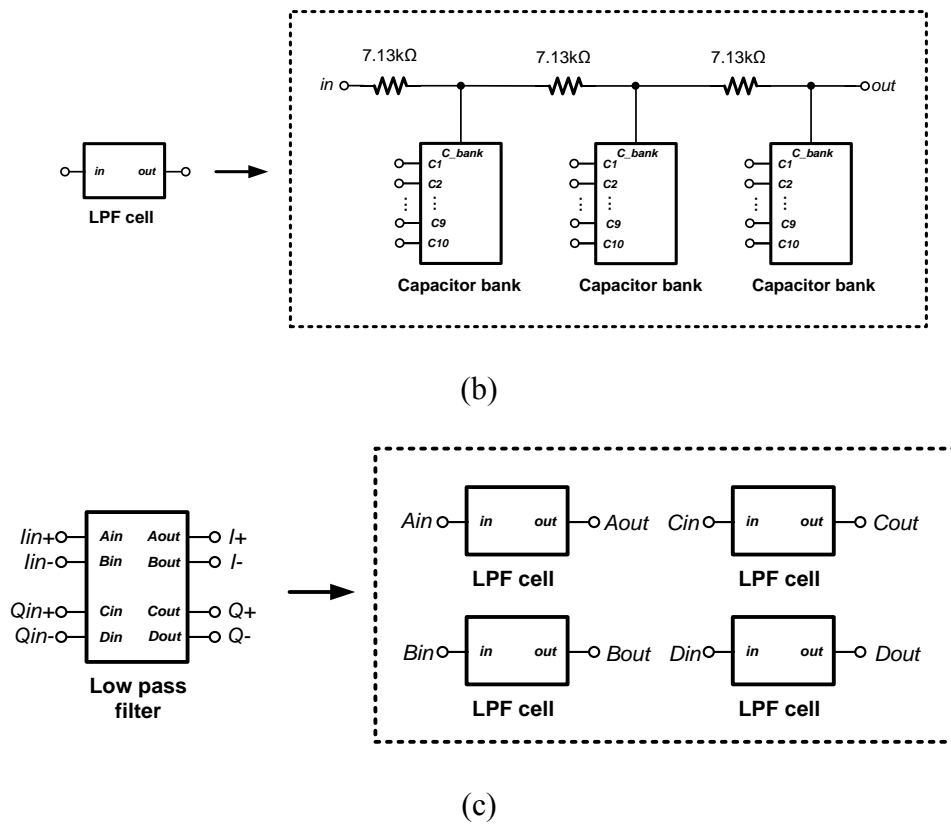 7.13kΩ 7.13kΩ 7.13kΩ
in out
C_bank C_bank C_bank
C1 C1 C1
C2 C2 C2
C9 C9 C9
C10 C10 C10
in out
LPF cell
Capacitor bank Capacitor bank Capacitor bank
(b)
Iin+ Ain Aout I+
Iin- Bin Bout I-
Qin+ Cin Cout Q+
Qin- Din Dout Q-
Low pass
filter
Ain in out Aout Cin in out Cout
LPF cell LPF cell
Bin in out Bout Din in out Dout
LPF cell LPF cell
(c)